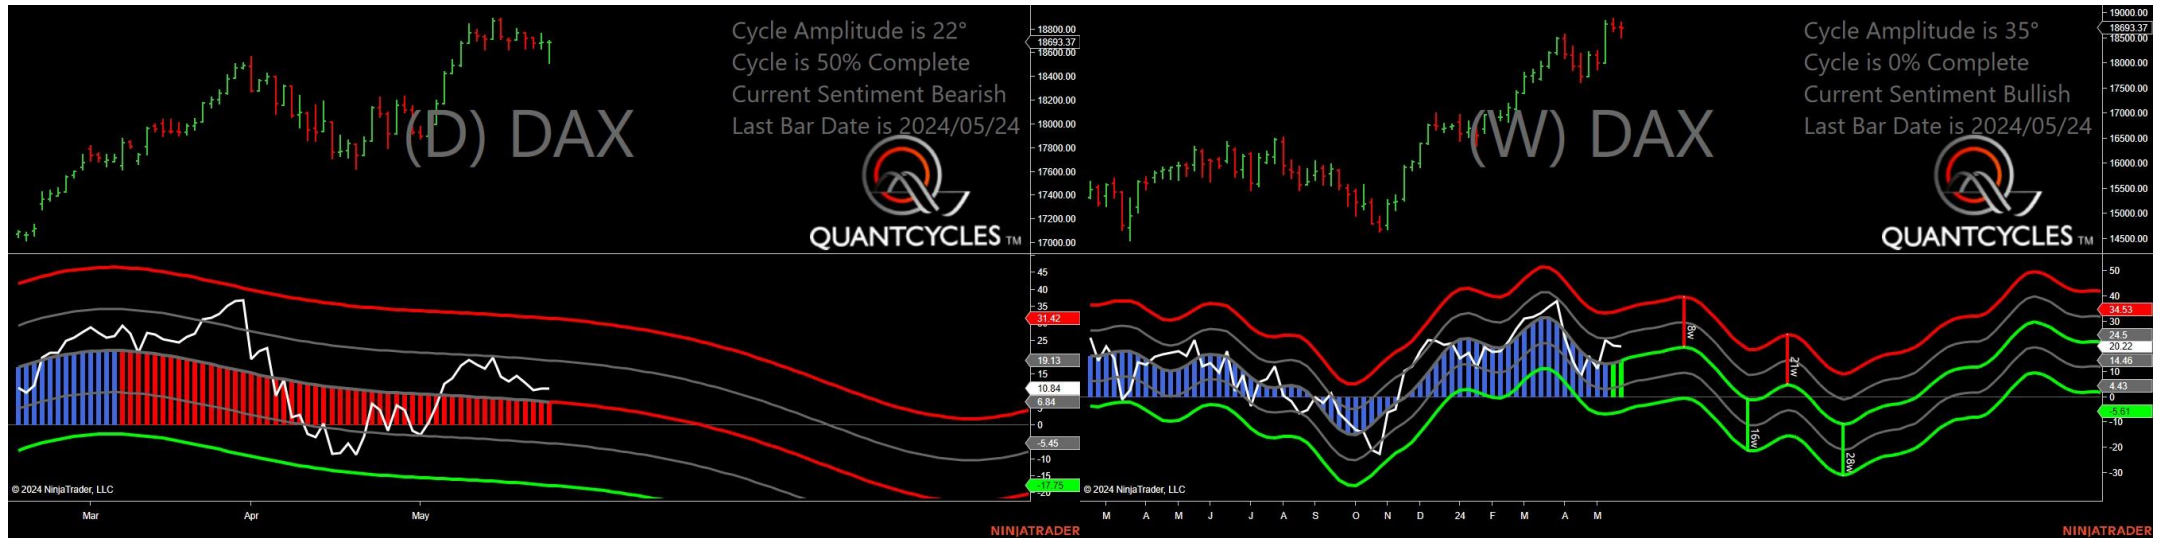 Cycle Amplitude is 22°
Cycle is 50% Complete
Current Sentiment Bearish
Last Bar Date is 2024/05/24
(D) DAX
QUANTCYCLES TM
18800.00
18693.37
18600.00
18400.00
18200.00
18000.00
17800.00
17600.00
17400.00
17200.00
17000.00
45
40
35
31.42
25
19.13
15
10.84
6.84
5
0
-5.45
-10
-15
-17.75
-20
© 2024 NinjaTrader, LLC
Mar Apr May
NINJATRADER
Cycle Amplitude is 35°
Cycle is 0% Complete
Current Sentiment Bullish
Last Bar Date is 2024/05/24
(W) DAX
QUANTCYCLES TM
19000.00
18693.37
18500.00
18000.00
17500.00
17000.00
16500.00
16000.00
15500.00
15000.00
14500.00
50
40
34.53
30
24.5
20.22
14.46
10
4.43
0
-5.61
-10
-20
-30
8w
16w
21w
28w
© 2024 NinjaTrader, LLC
M A M J J A S O N D 24 F M A M
NINJATRADER